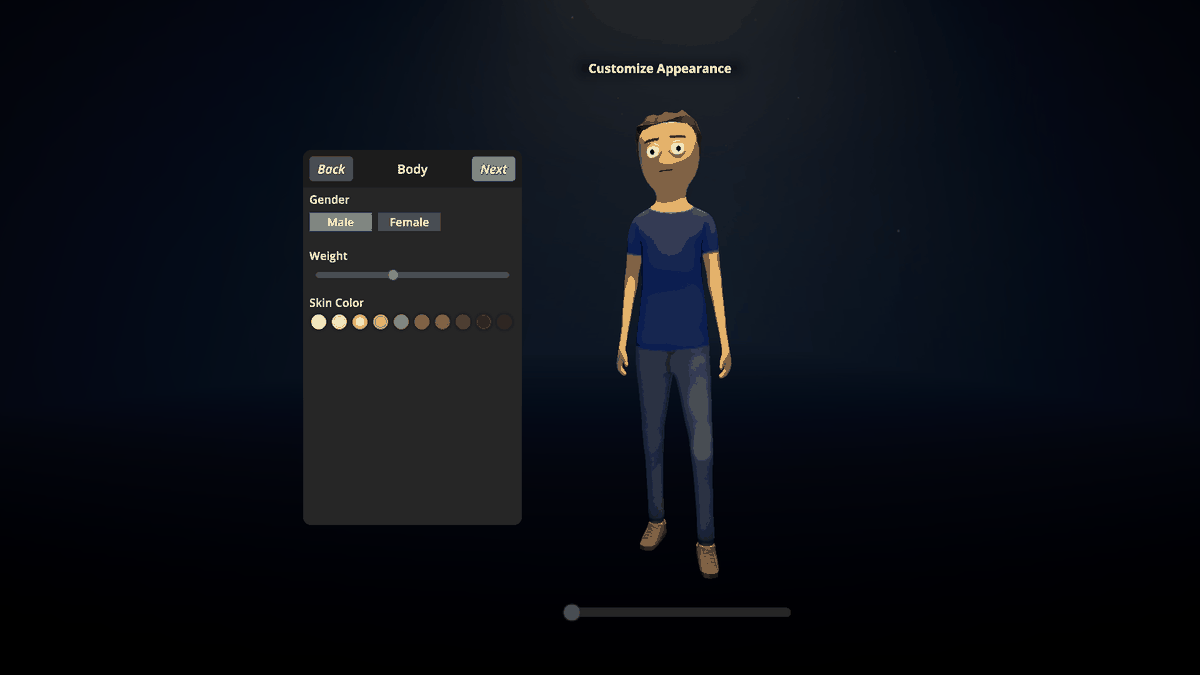 Customize Appearance
Back Body Next
Gender
Male Female
Weight
Skin Color